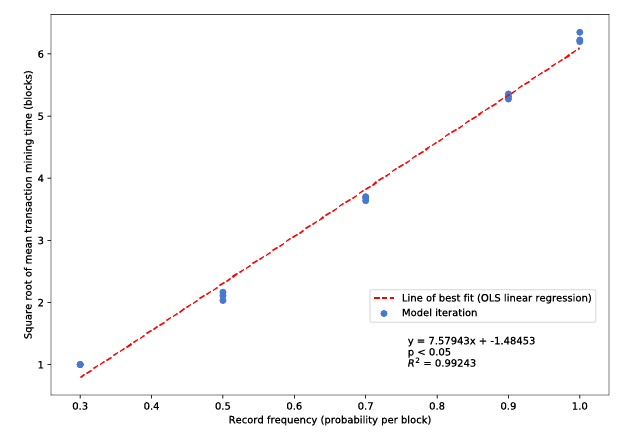 Square root of mean transaction mining time (blocks)
6
5
4
3
2
1
Line of best fit (OLS linear regression)
Model iteration
y = 7.57943x + -1.48453
p < 0.05
R² = 0.99243
0.3 0.4 0.5 0.6 0.7 0.8 0.9 1.0
Record frequency (probability per block)